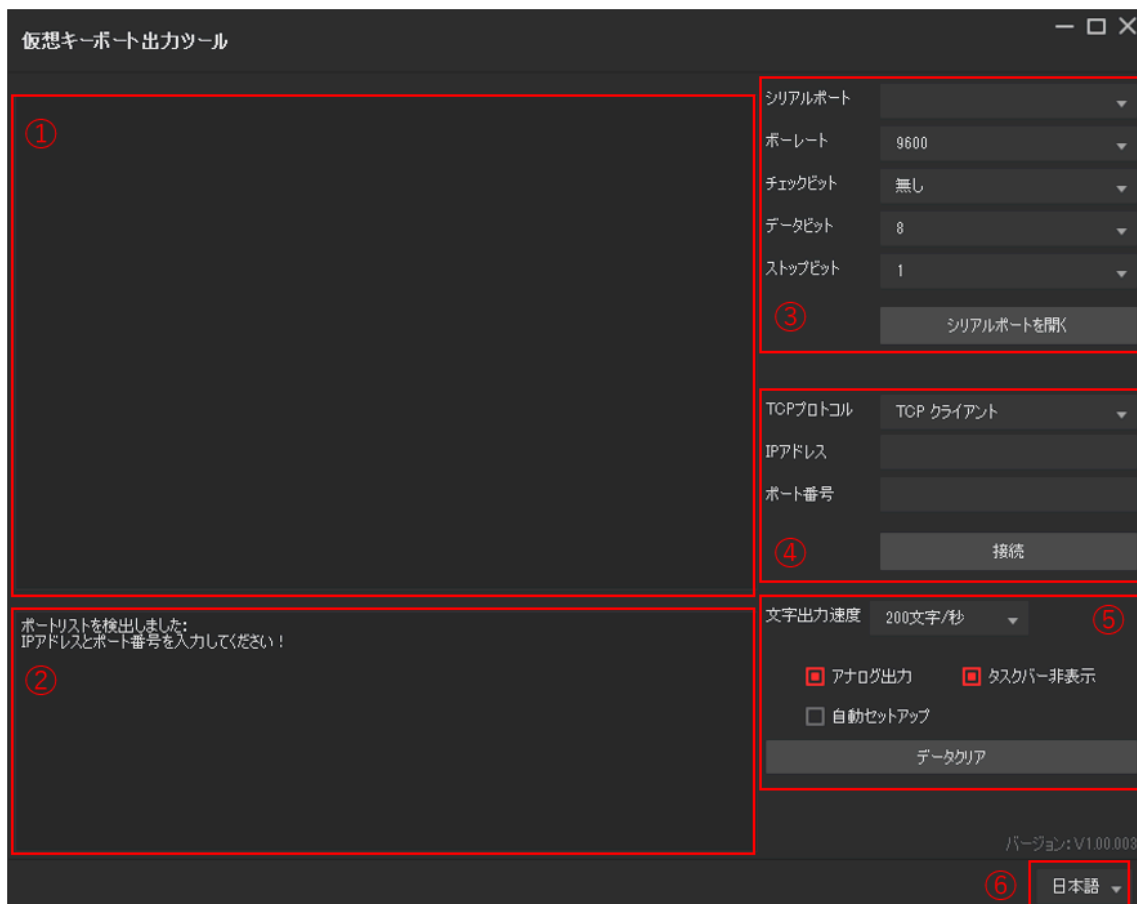 仮想キーボート出力ツール
①
シリアルポート
ボーレート 9600
チェックビット 無し
データビット 8
ストップビット 1
③ シリアルポートを開く
TCPプロトコル TCP クライアント
IPアドレス
ポート番号
④ 接続
ポートリストを検出しました:
IPアドレスとポート番号を入力してください！
②
文字出力速度 200文字/秒 ⑤
アナログ出力 タスクバー非表示
自動セットアップ
データクリア
バージョン: V1.00.003
⑥ 日本語